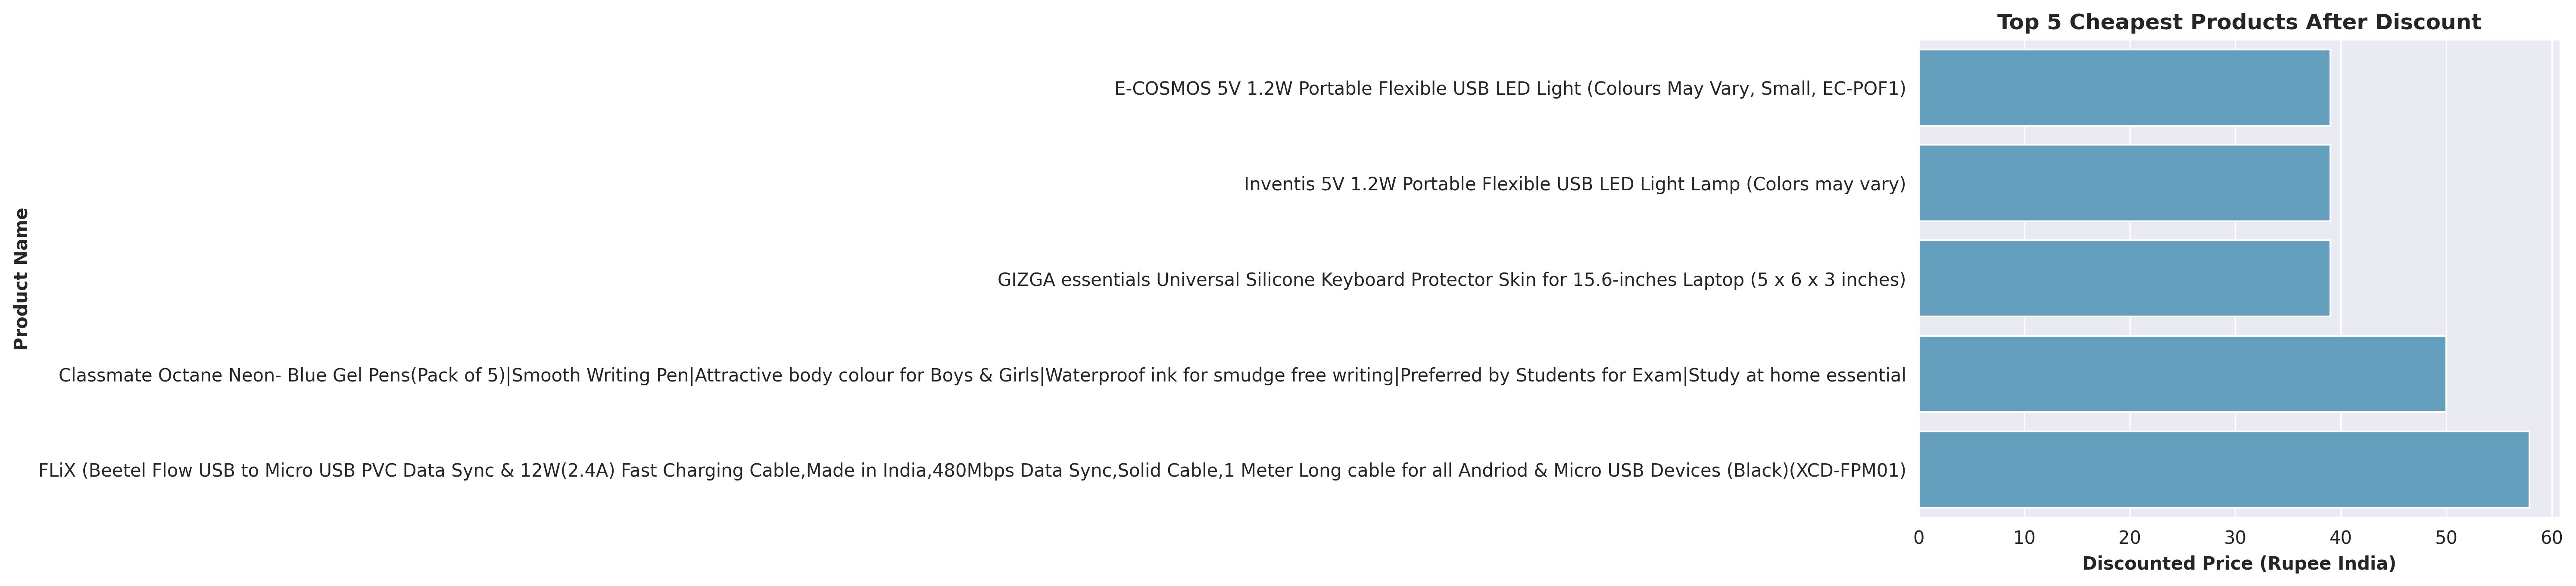 Top 5 Cheapest Products After Discount
Product Name
E-COSMOS 5V 1.2W Portable Flexible USB LED Light (Colours May Vary, Small, EC-POF1)
Inventis 5V 1.2W Portable Flexible USB LED Light Lamp (Colors may vary)
GIZGA essentials Universal Silicone Keyboard Protector Skin for 15.6-inches Laptop (5 x 6 x 3 inches)
Classmate Octane Neon- Blue Gel Pens(Pack of 5)|Smooth Writing Pen|Attractive body colour for Boys & Girls|Waterproof ink for smudge free writing|Preferred by Students for Exam|Study at home essential
FLiX (Beetel Flow USB to Micro USB PVC Data Sync & 12W(2.4A) Fast Charging Cable,Made in India,480Mbps Data Sync,Solid Cable,1 Meter Long cable for all Andriod & Micro USB Devices (Black)(XCD-FPM01)
0 10 20 30 40 50 60
Discounted Price (Rupee India)